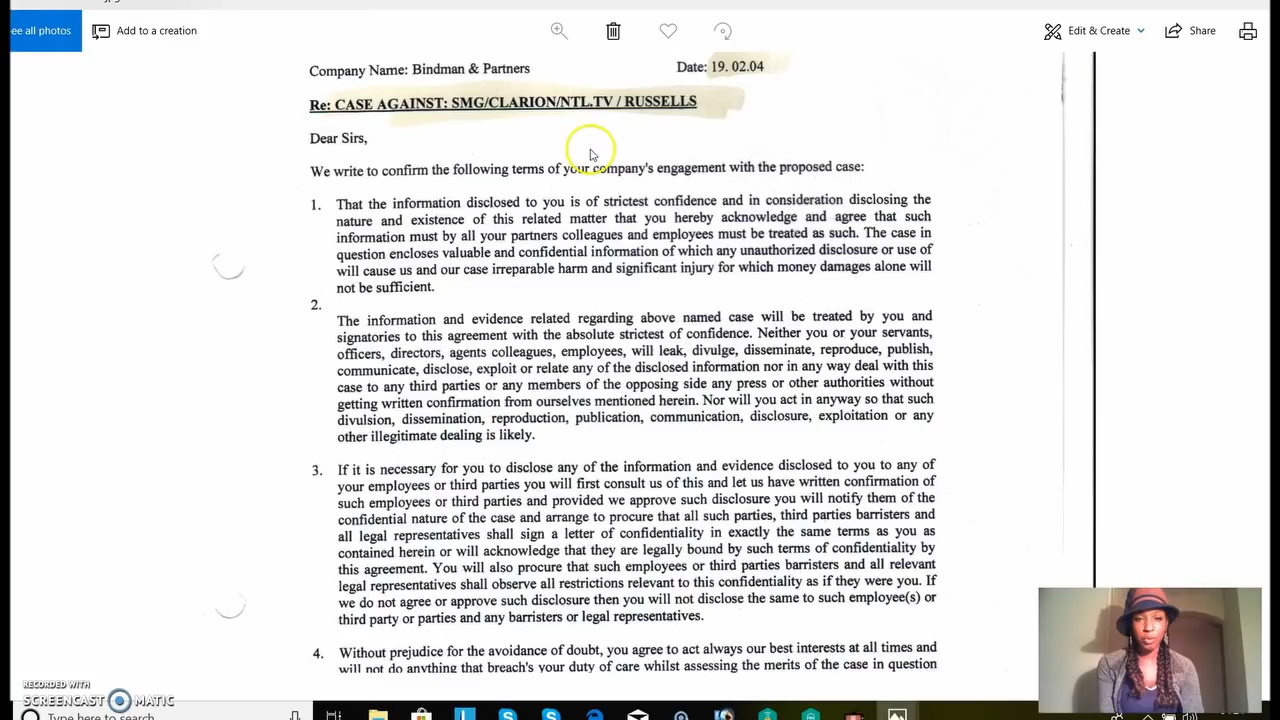 ee all photos
Add to a creation
Edit & Create
Share
Company Name: Bindman & Partners Date: 19. 02.04
Re: CASE AGAINST: SMG/CLARION/NTL.TV / RUSSELLS
Dear Sirs,
We write to confirm the following terms of your company's engagement with the proposed case:
1. That the information disclosed to you is of strictest confidence and in consideration disclosing the
nature and existence of this related matter that you hereby acknowledge and agree that such
information must by all your partners colleagues and employees must be treated as such. The case in
question encloses valuable and confidential information of which any unauthorized disclosure or use of
will cause us and our case irreparable harm and significant injury for which money damages alone will
not be sufficient.
2.
The information and evidence related regarding above named case will be treated by you and
signatories to this agreement with the absolute strictest of confidence. Neither you or your servants,
officers, directors, agents colleagues, employees, will leak, divulge, disseminate, reproduce, publish,
communicate, disclose, exploit or relate any of the disclosed information nor in any way deal with this
case to any third parties or any members of the opposing side any press or other authorities without
getting written confirmation from ourselves mentioned herein. Nor will you act in anyway so that such
divulsion, dissemination, reproduction, publication, communication, disclosure, exploitation or any
other illegitimate dealing is likely.
3. If it is necessary for you to disclose any of the information and evidence disclosed to you to any of
your employees or third parties you will first consult us of this and let us have written confirmation of
such employees or third parties and provided we approve such disclosure you will notify them of the
confidential nature of the case and arrange to procure that all such parties, third parties barristers and
all legal representatives shall sign a letter of confidentiality in exactly the same terms as you as
contained herein or will acknowledge that they are legally bound by such terms of confidentiality by
this agreement. You will also procure that such employees or third parties barristers and all relevant
legal representatives shall observe all restrictions relevant to this confidentiality as if they were you. If
we do not agree or approve such disclosure then you will not disclose the same to such employee(s) or
third party or parties and any barristers or legal representatives.
4. Without prejudice for the avoidance of doubt, you agree to act always our best interests at all times and
will not do anything that breach's your duty of care whilst assessing the merits of the case in question
RECORDED WITH
SCREENCAST MATIC
Type here to search